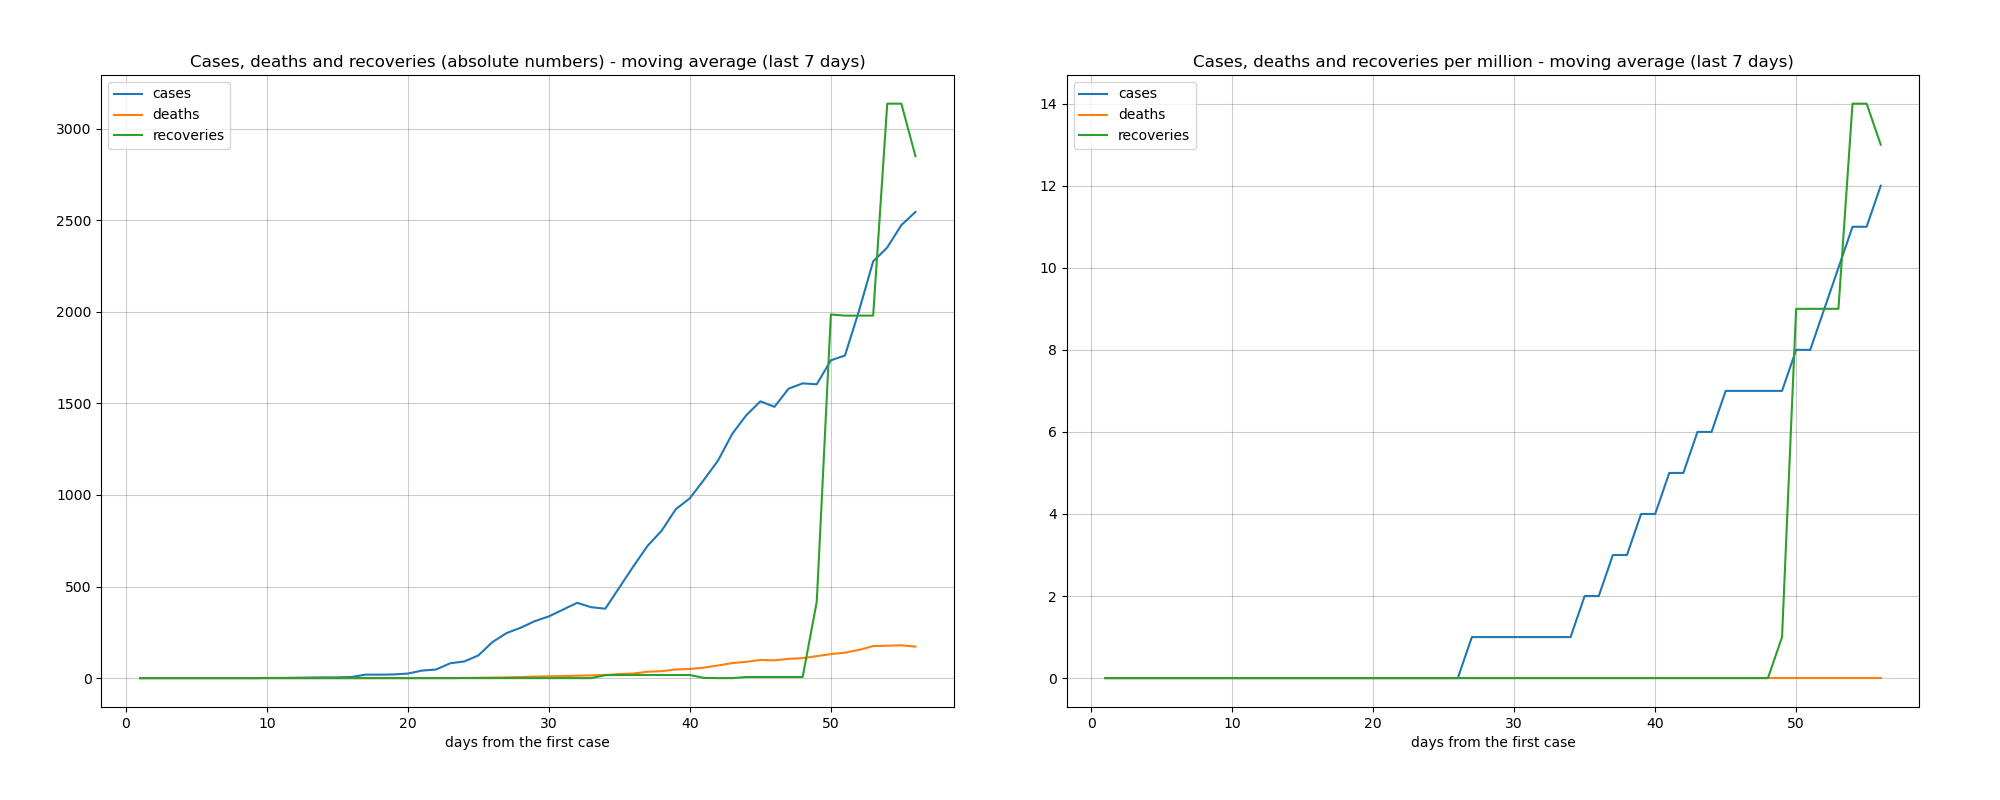 Cases, deaths and recoveries (absolute numbers) - moving average (last 7 days)
cases
deaths
recoveries
3000
2500
2000
1500
1000
500
0
0 10 20 30 40 50
days from the first case
Cases, deaths and recoveries per million - moving average (last 7 days)
cases
deaths
recoveries
14
12
10
8
6
4
2
0
0 10 20 30 40 50
days from the first case